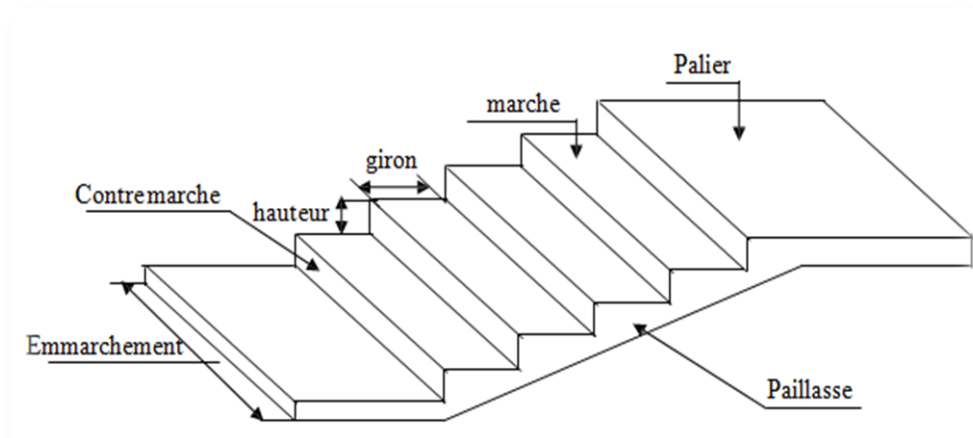 Palier
marche
giron
Contremarche
hauteur
Emmarchement
Paillasse